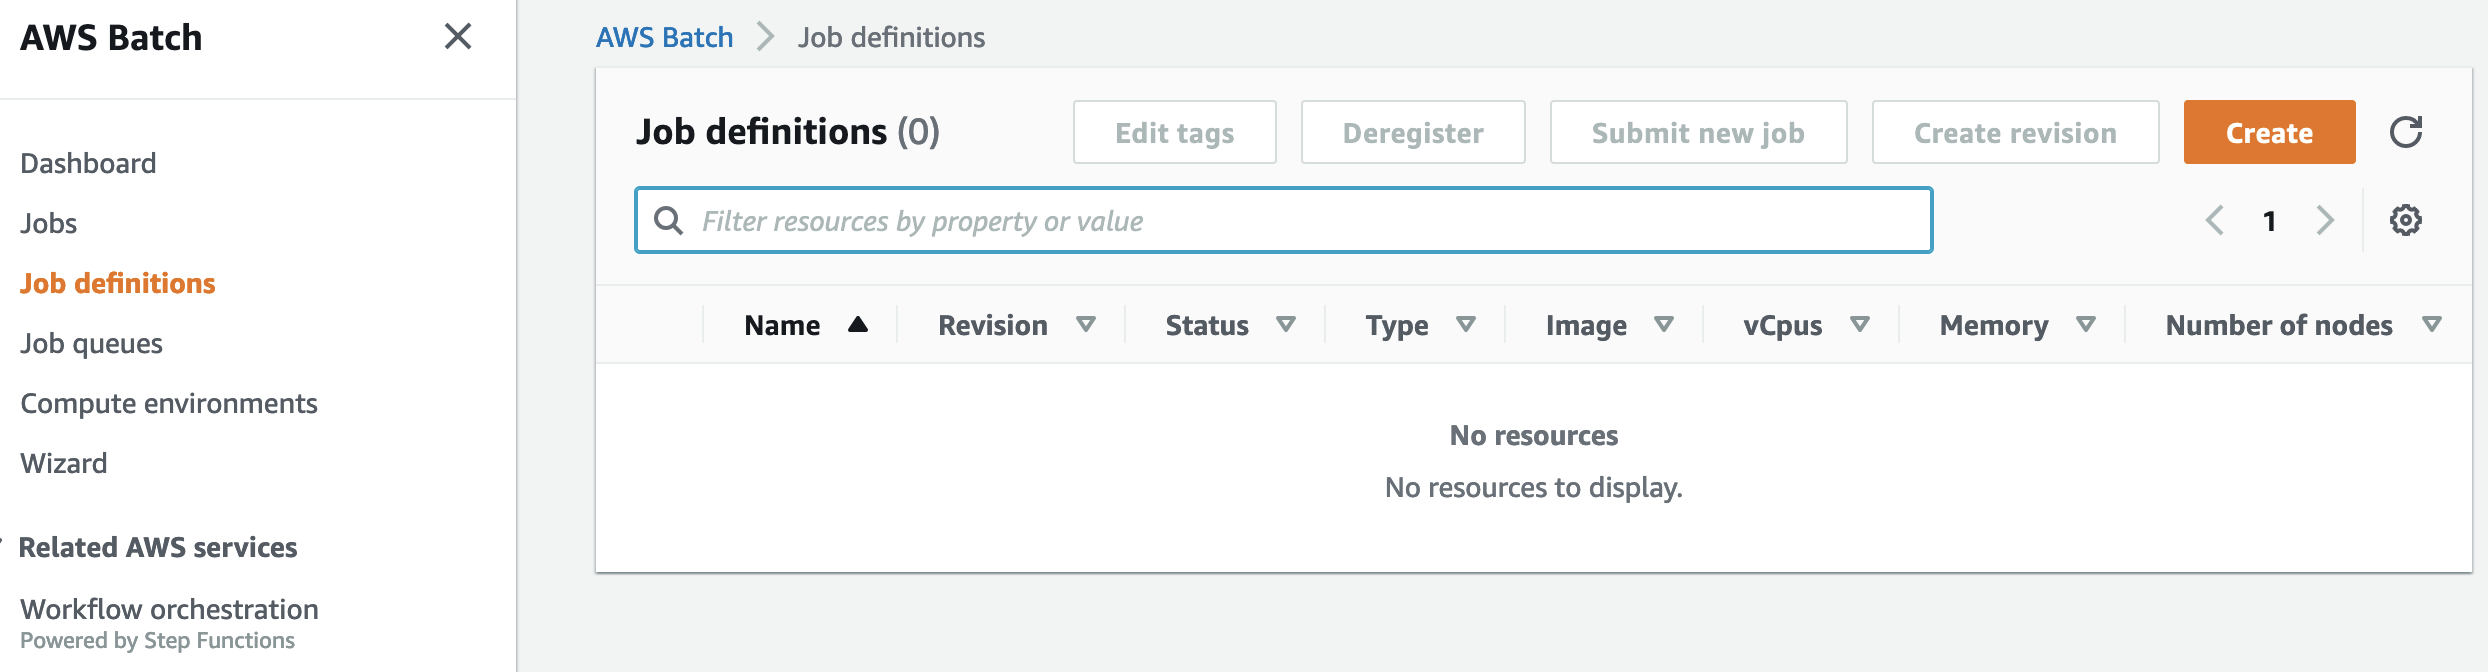 AWS Batch
Dashboard
Jobs
Job definitions
Job queues
Compute environments
Wizard
Related AWS services
Workflow orchestration
Powered by Step Functions
AWS Batch Job definitions
Job definitions (0) Edit tags Deregister Submit new job Create revision Create
Filter resources by property or value 1
Name Revision Status Type Image vCpus Memory Number of nodes
No resources
No resources to display.